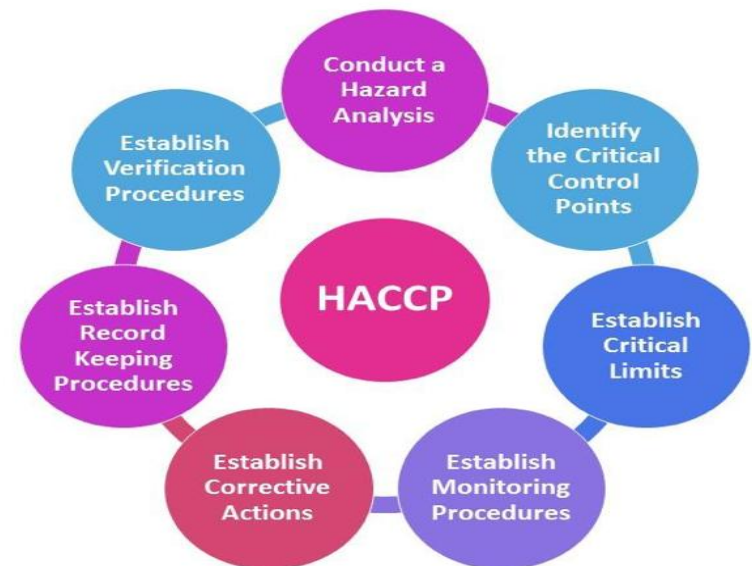 Conduct a
Hazard
Analysis
Identify
the Critical
Control
Points
Establish
Critical
Limits
Establish
Monitoring
Procedures
Establish
Corrective
Actions
Establish
Record
Keeping
Procedures
Establish
Verification
Procedures
HACCP